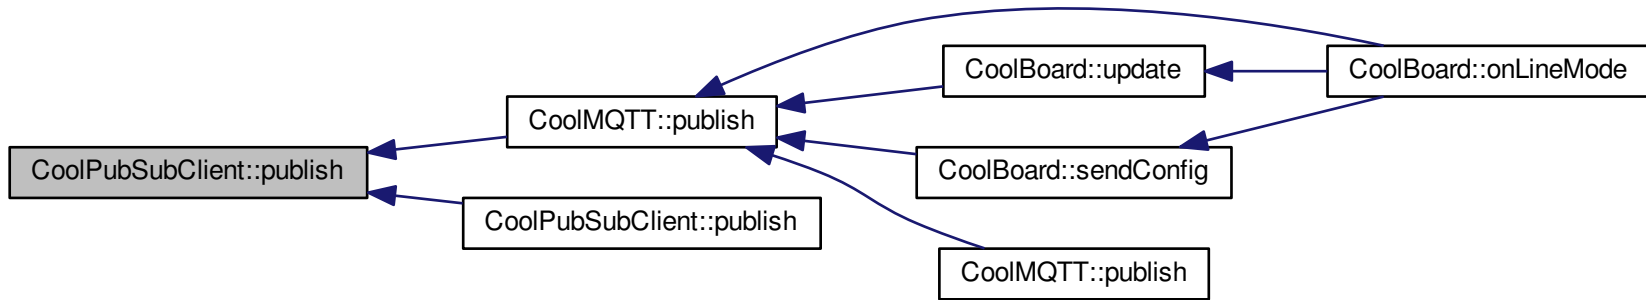 CoolPubSubClient::publish
CoolMQTT::publish
CoolPubSubClient::publish
CoolBoard::update
CoolBoard::sendConfig
CoolMQTT::publish
CoolBoard::onLineMode